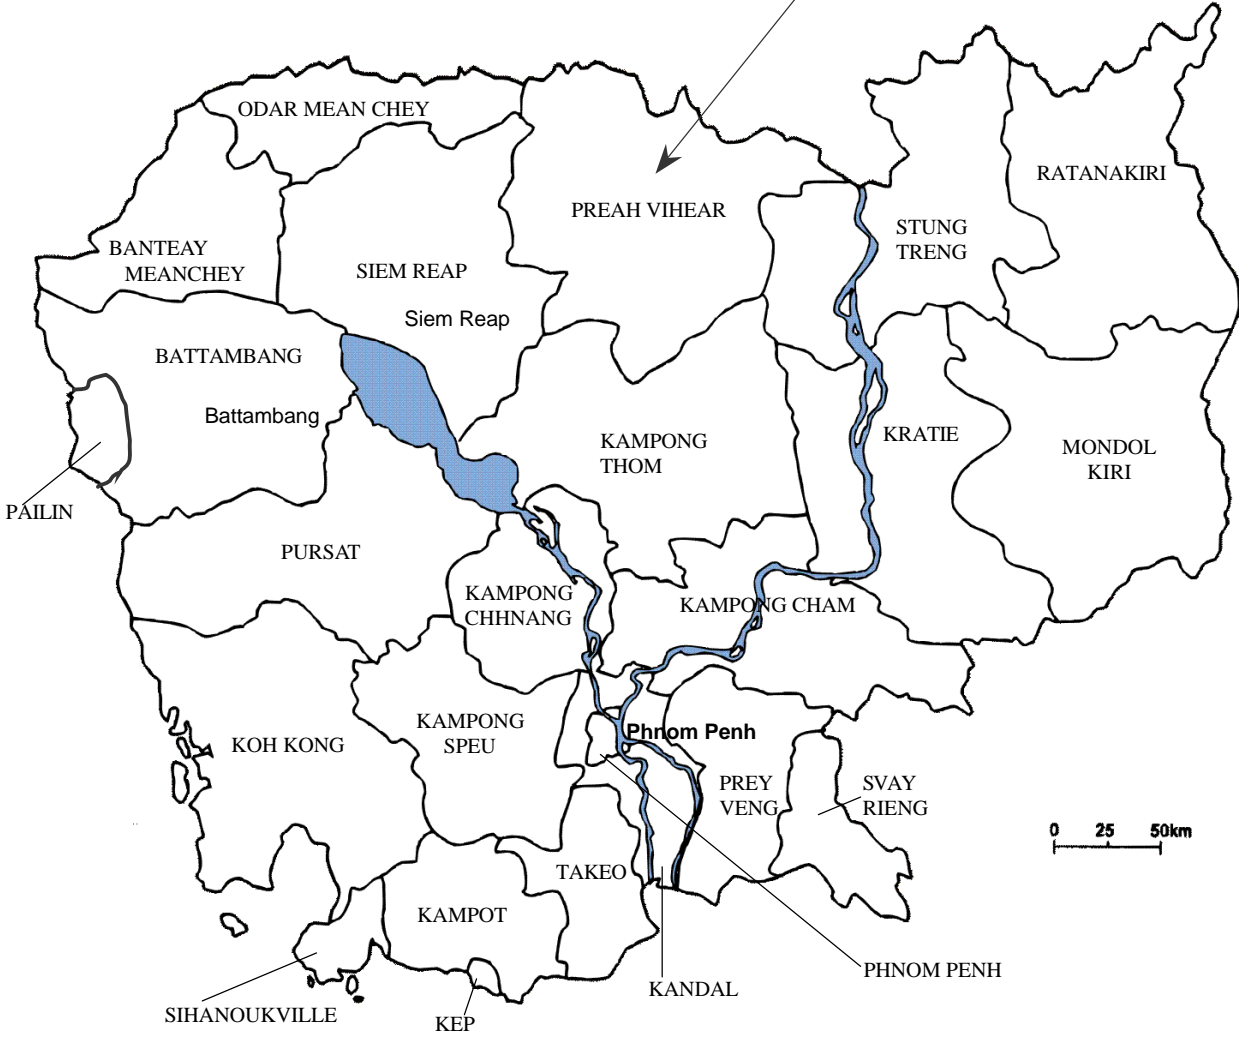 ODAR MEAN CHEY
RATANAKIRI
PREAH VIHEAR
STUNG
TRENG
BANTEAY
MEANCHEY
SIEM REAP
Siem Reap
BATTAMBANG
Battambang
KAMPONG
THOM
KRATIE
MONDOL
KIRI
PAILIN
PURSAT
KAMPONG
CHHNANG
KAMPONG CHAM
KAMPONG
SPEU
KOH KONG
Phnom Penh
PREY
VENG
SVAY
RIENG
0 25 50km
TAKEO
KAMPOT
PHNOM PENH
KANDAL
SIHANOUKVILLE
KEP